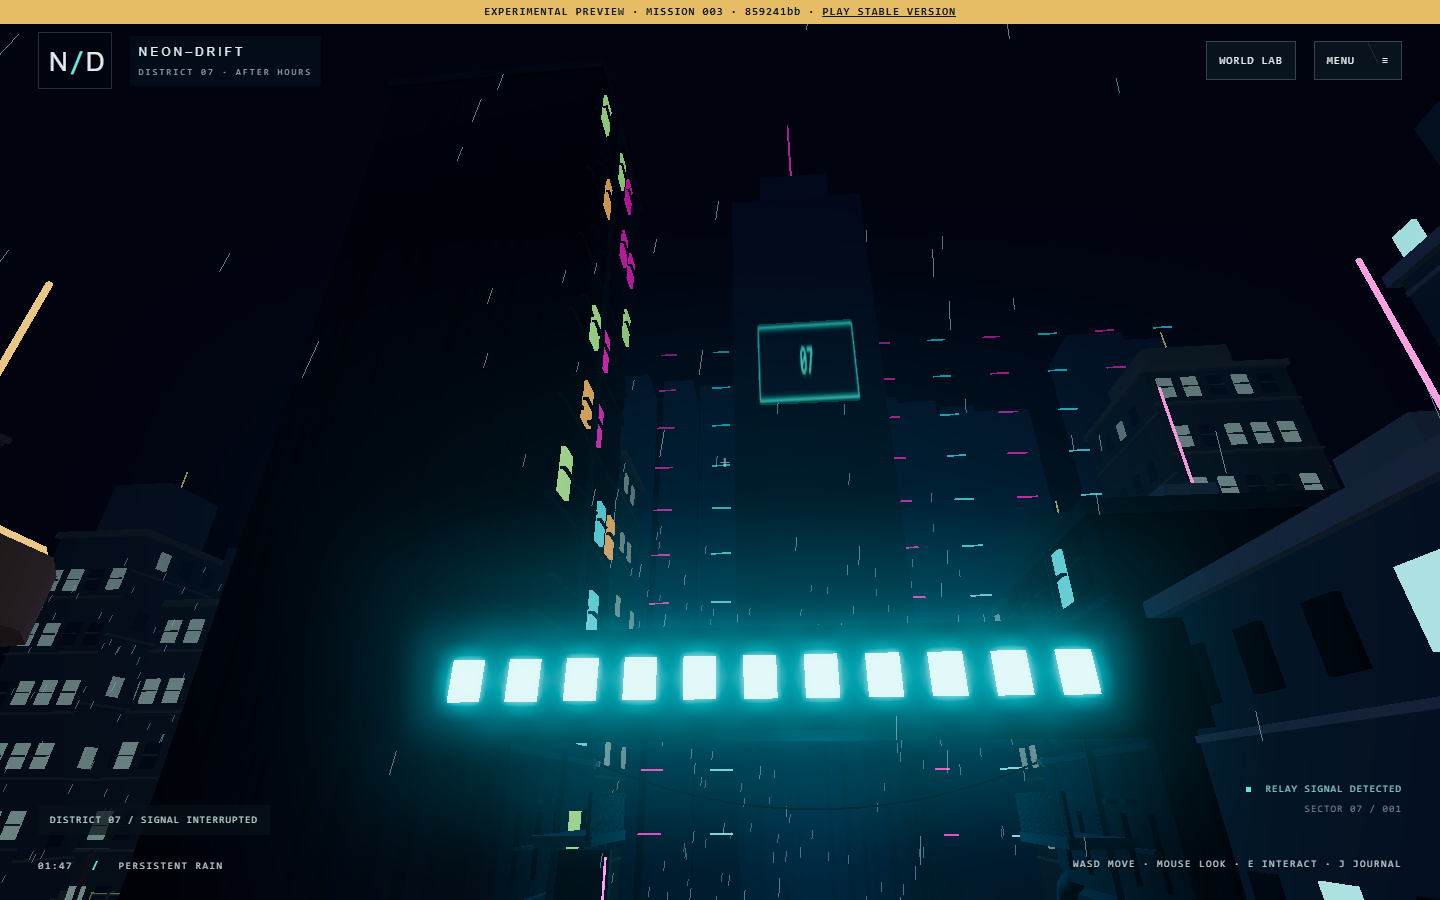 EXPERIMENTAL PREVIEW · MISSION 003 · 859241bb · PLAY STABLE VERSION
N/D
NEON—DRIFT
DISTRICT 07 · AFTER HOURS
WORLD LAB
MENU ≡
07
RELAY SIGNAL DETECTED
SECTOR 07 / 001
DISTRICT 07 / SIGNAL INTERRUPTED
01:47 / PERSISTENT RAIN
WASD MOVE · MOUSE LOOK · E INTERACT · J JOURNAL